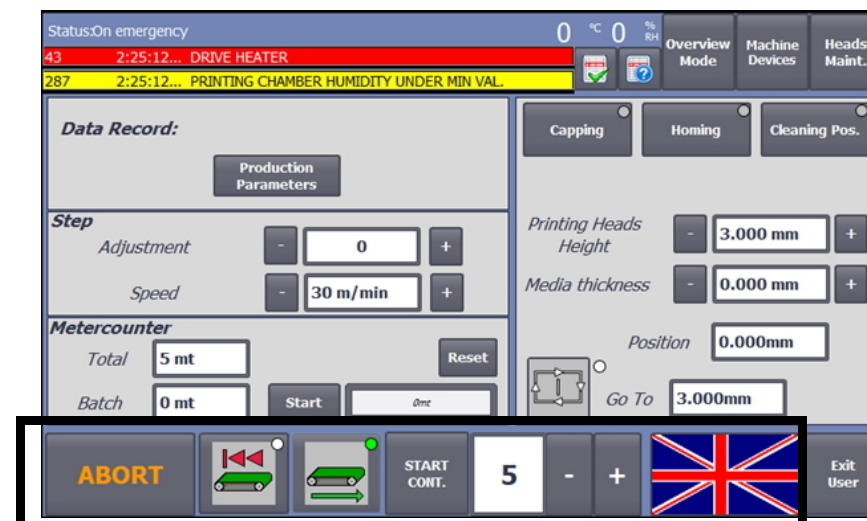 Status:On emergency
0 °C 0 % RH
43 2:25:12... DRIVE HEATER
287 2:25:12... PRINTING CHAMBER HUMIDITY UNDER MIN VAL.
Overview
Mode
Machine
Devices
Heads
Maint.
Data Record:
Production
Parameters
Step
Adjustment - 0 +
Speed - 30 m/min +
Metercounter
Total 5 mt Reset
Batch 0 mt Start 0mt
Capping
Homing
Cleaning Pos.
Printing Heads
Height - 3.000 mm +
Media thickness - 0.000 mm +
Position 0.000mm
Go To 3.000mm
ABORT
START
CONT.
5 - +
Exit
User